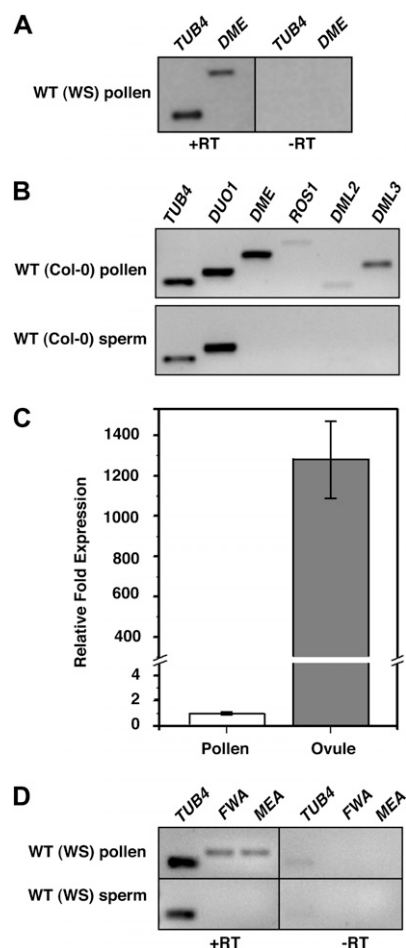 A
TUB4 DME TUB4 DME
WT (WS) pollen
+RT -RT
B
TUB4 DUO1 DME ROS1 DML2 DML3
WT (Col-0) pollen
WT (Col-0) sperm
C
Relative Fold Expression
1400
1200
1000
800
600
400
4
2
0
Pollen Ovule
D
TUB4 FWA MEA TUB4 FWA MEA
WT (WS) pollen
WT (WS) sperm
+RT -RT